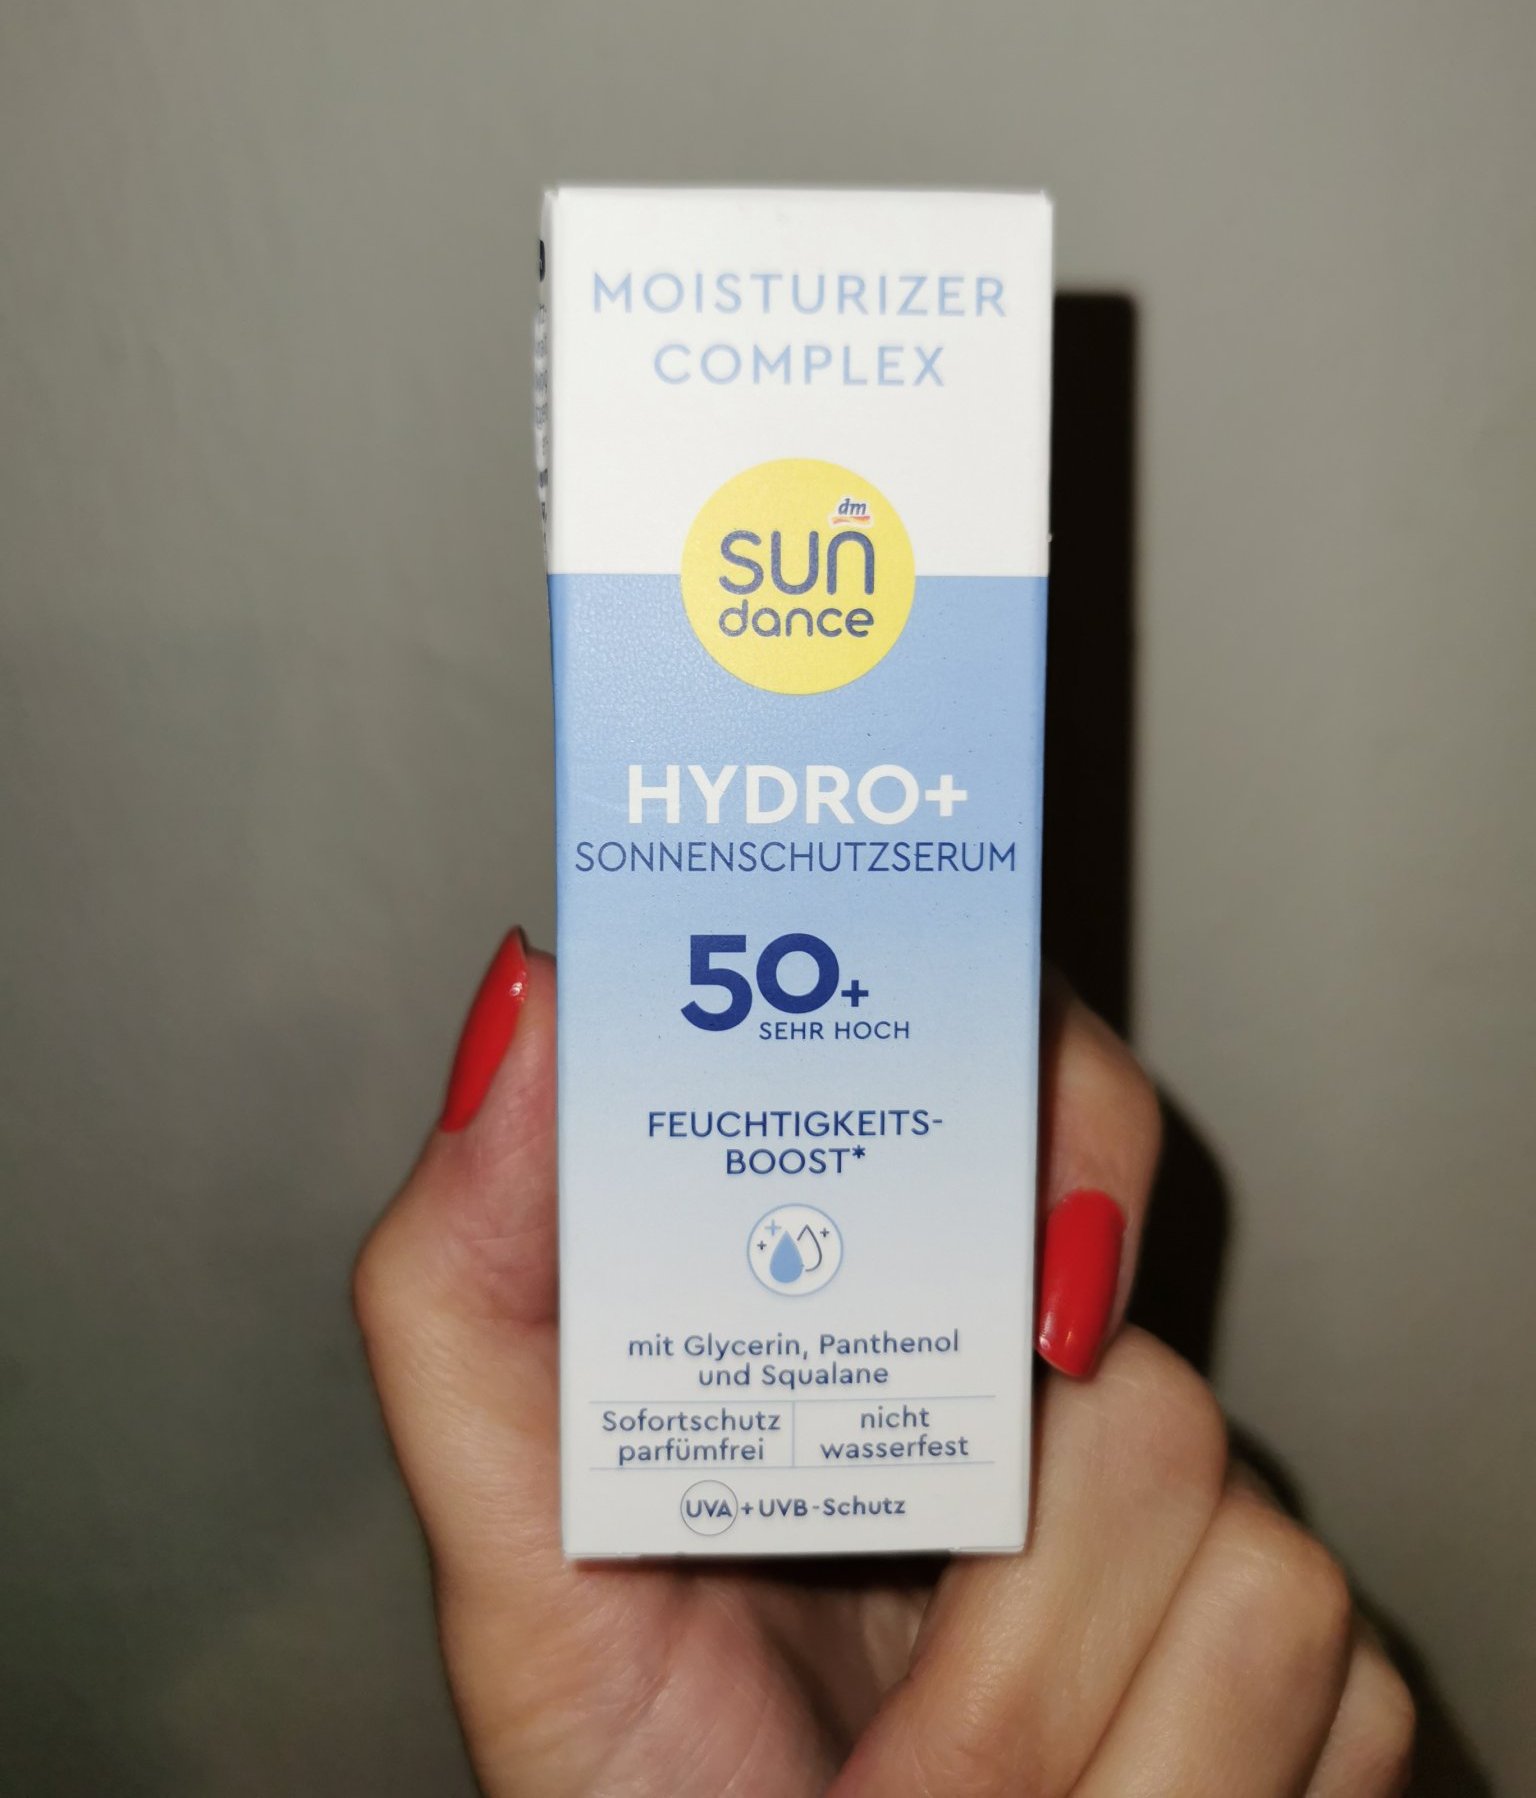 MOISTURIZER
COMPLEX
dm
SUN
dance
HYDRO+
SONNENSCHUTZSERUM
50+
SEHR HOCH
FEUCHTIGKEITS-
BOOST*
mit Glycerin, Panthenol
und Squalane
Sofortschutz
parfümfrei
nicht
wasserfest
UVA + UVB-Schutz